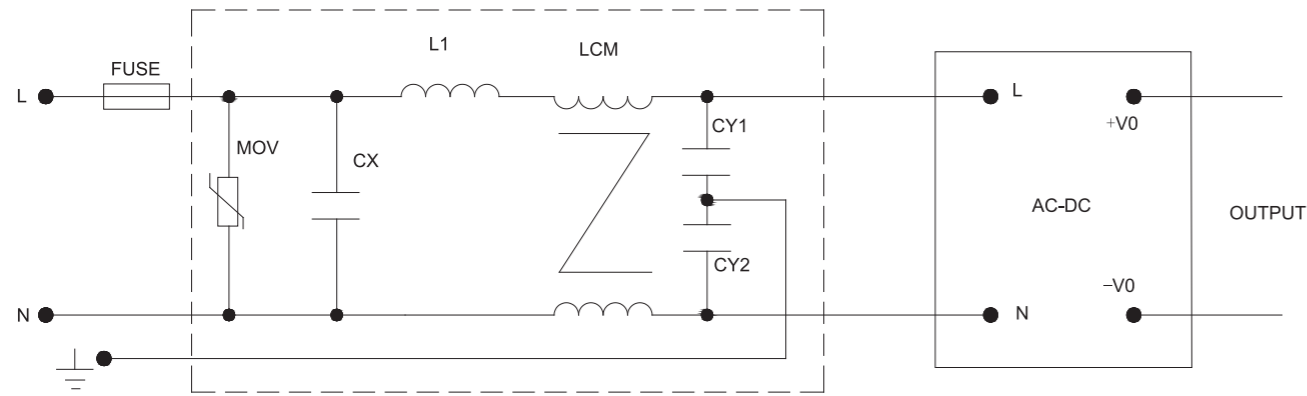 L1
LCM
FUSE
L
L
CY1
+V0
MOV
CX
AC-DC
OUTPUT
CY2
−V0
N
N